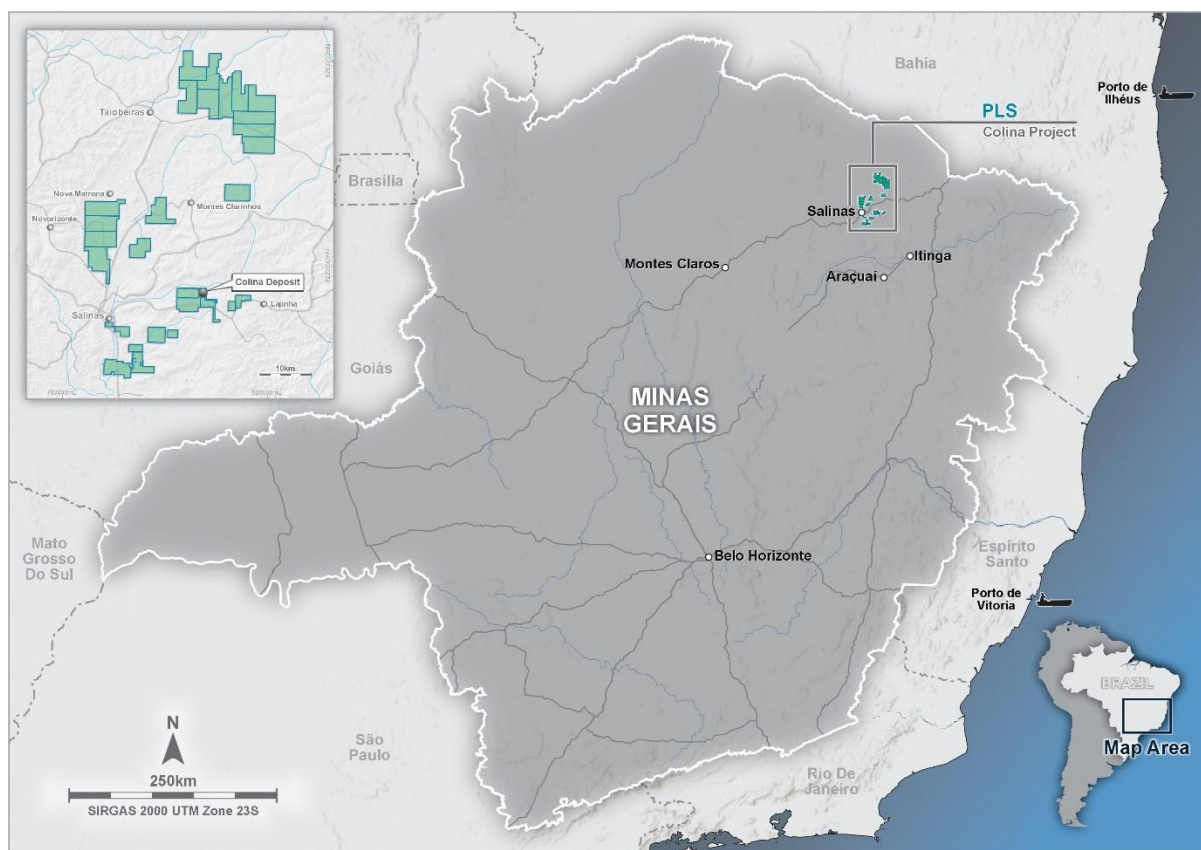 Taiobeiras
Nova Matrona
Novorizonte
Montes Clarinhos
Colina Deposit
Salinas
Lajinha
10km
Bahia
Porto de
Ilhéus
PLS
Colina Project
Brasília
Salinas
Montes Claros
Itinga
Araçuaí
Goiás
MINAS
GERAIS
Mato
Grosso
Do Sul
Belo Horizonte
Espírito
Santo
Porto de
Vitoria
BRAZIL
Map Area
N
250km
SIRGAS 2000 UTM Zone 23S
São
Paulo
Rio De
Janeiro